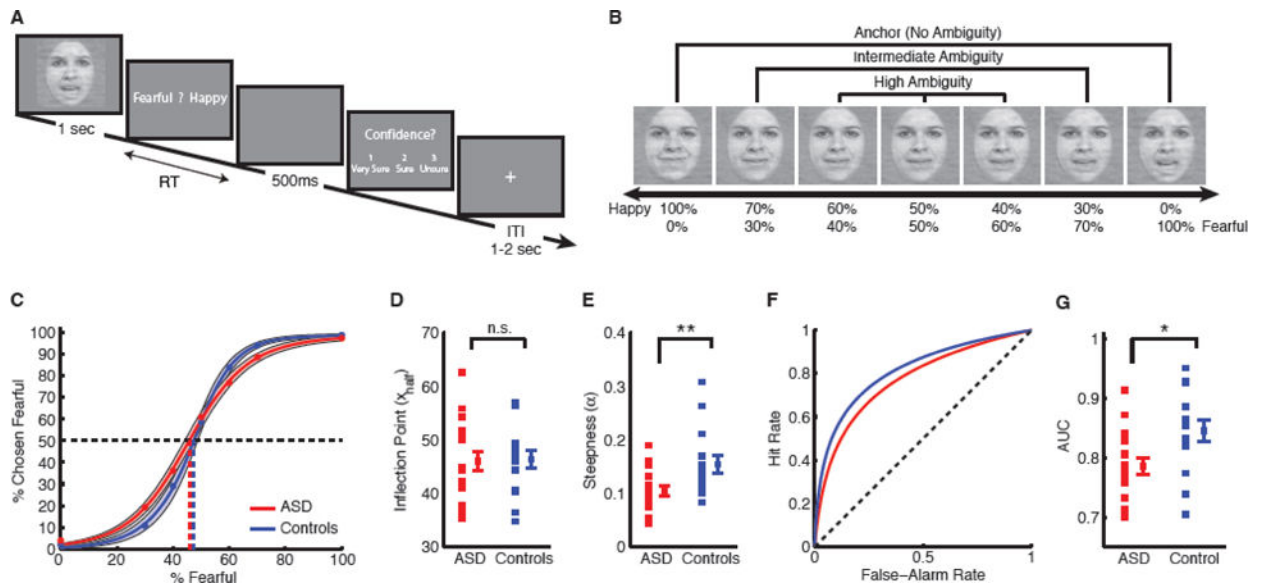 A
Fearful ? Happy
1 sec
RT
500ms
Confidence?
1 2 3
Very Sure Sure Unsure
+
ITI
1-2 sec
B
Anchor (No Ambiguity)
Intermediate Ambiguity
High Ambiguity
Happy 100% 70% 60% 50% 40% 30% 0%
0% 30% 40% 50% 60% 70% 100% Fearful
C
% Chosen Fearful
100
90
80
70
60
50
40
30
20
10
0
0 20 40 60 80 100
% Fearful
ASD
Controls
D
n.s.
Inflection Point (x half)
70
60
50
40
30
ASD Controls
E
**
Steepness (α)
0.4
0.3
0.2
0.1
0
ASD Controls
F
Hit Rate
1
0.8
0.6
0.4
0.2
0
0 0.5 1
False-Alarm Rate
G
*
AUC
1
0.9
0.8
0.7
ASD Control